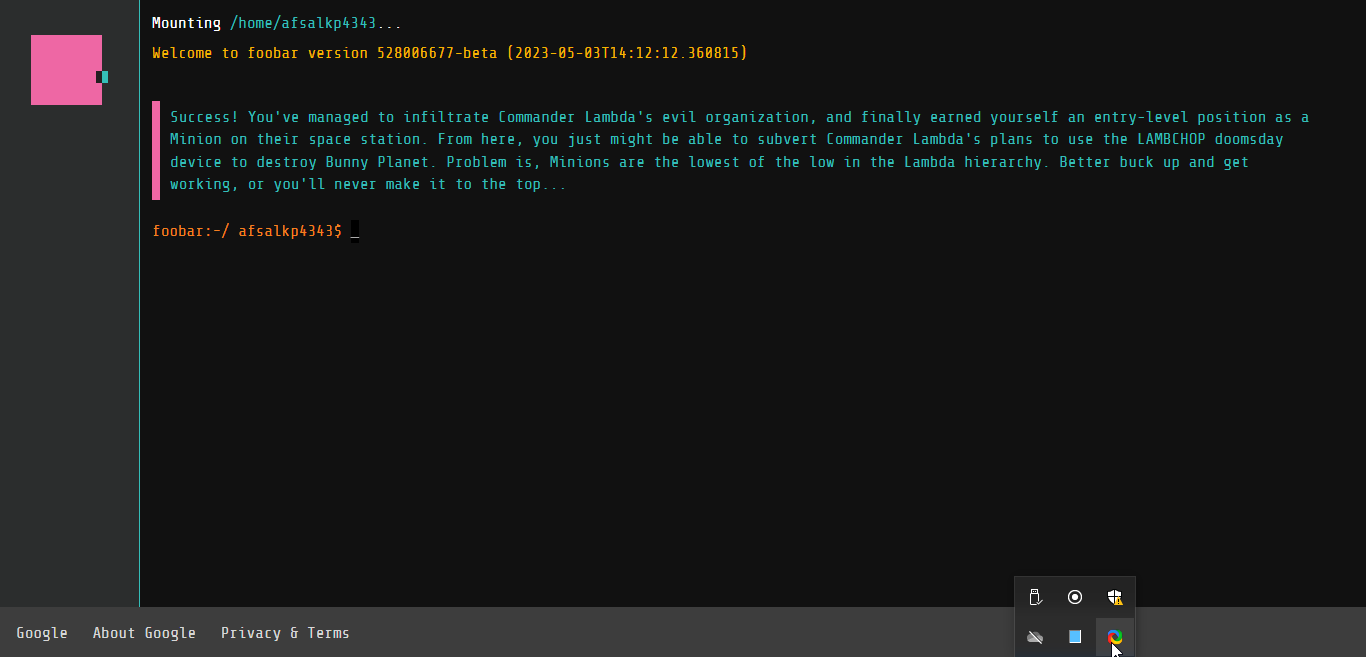 Mounting /home/afsalkp4343...
Welcome to foobar version 528006677-beta (2023-05-03T14:12:12.360815)
Success! You've managed to infiltrate Commander Lambda's evil organization, and finally earned yourself an entry-level position as a
Minion on their space station. From here, you just might be able to subvert Commander Lambda's plans to use the LAMBCHOP doomsday
device to destroy Bunny Planet. Problem is, Minions are the lowest of the low in the Lambda hierarchy. Better buck up and get
working, or you'll never make it to the top...
foobar:~/ afsalkp4343$ _
Google About Google Privacy & Terms